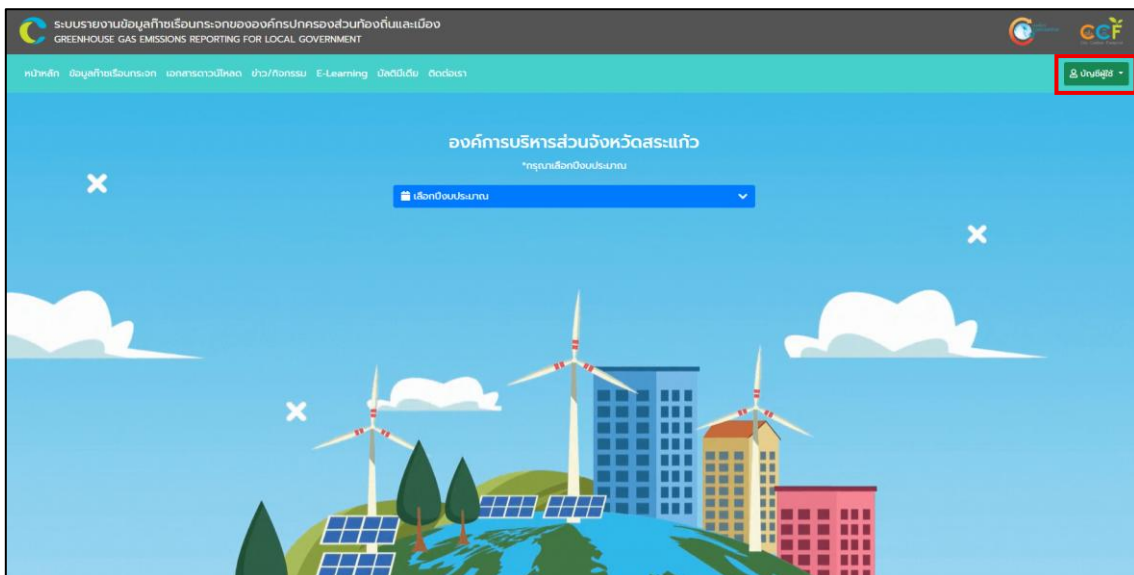 ระบบรายงานข้อมูลก๊าซเรือนกระจกขององค์กรปกครองส่วนท้องถิ่นและเมือง
GREENHOUSE GAS EMISSIONS REPORTING FOR LOCAL GOVERNMENT
CCF
หน้าหลัก ข้อมูลก๊าซเรือนกระจก เอกสารดาวน์โหลด ข่าว/กิจกรรม E-Learning มัลติมีเดีย ติดต่อเรา
บัญชีผู้ใช้
องค์การบริหารส่วนจังหวัดสระแก้ว
*กรุณาเลือกปีงบประมาณ
เลือกปีงบประมาณ